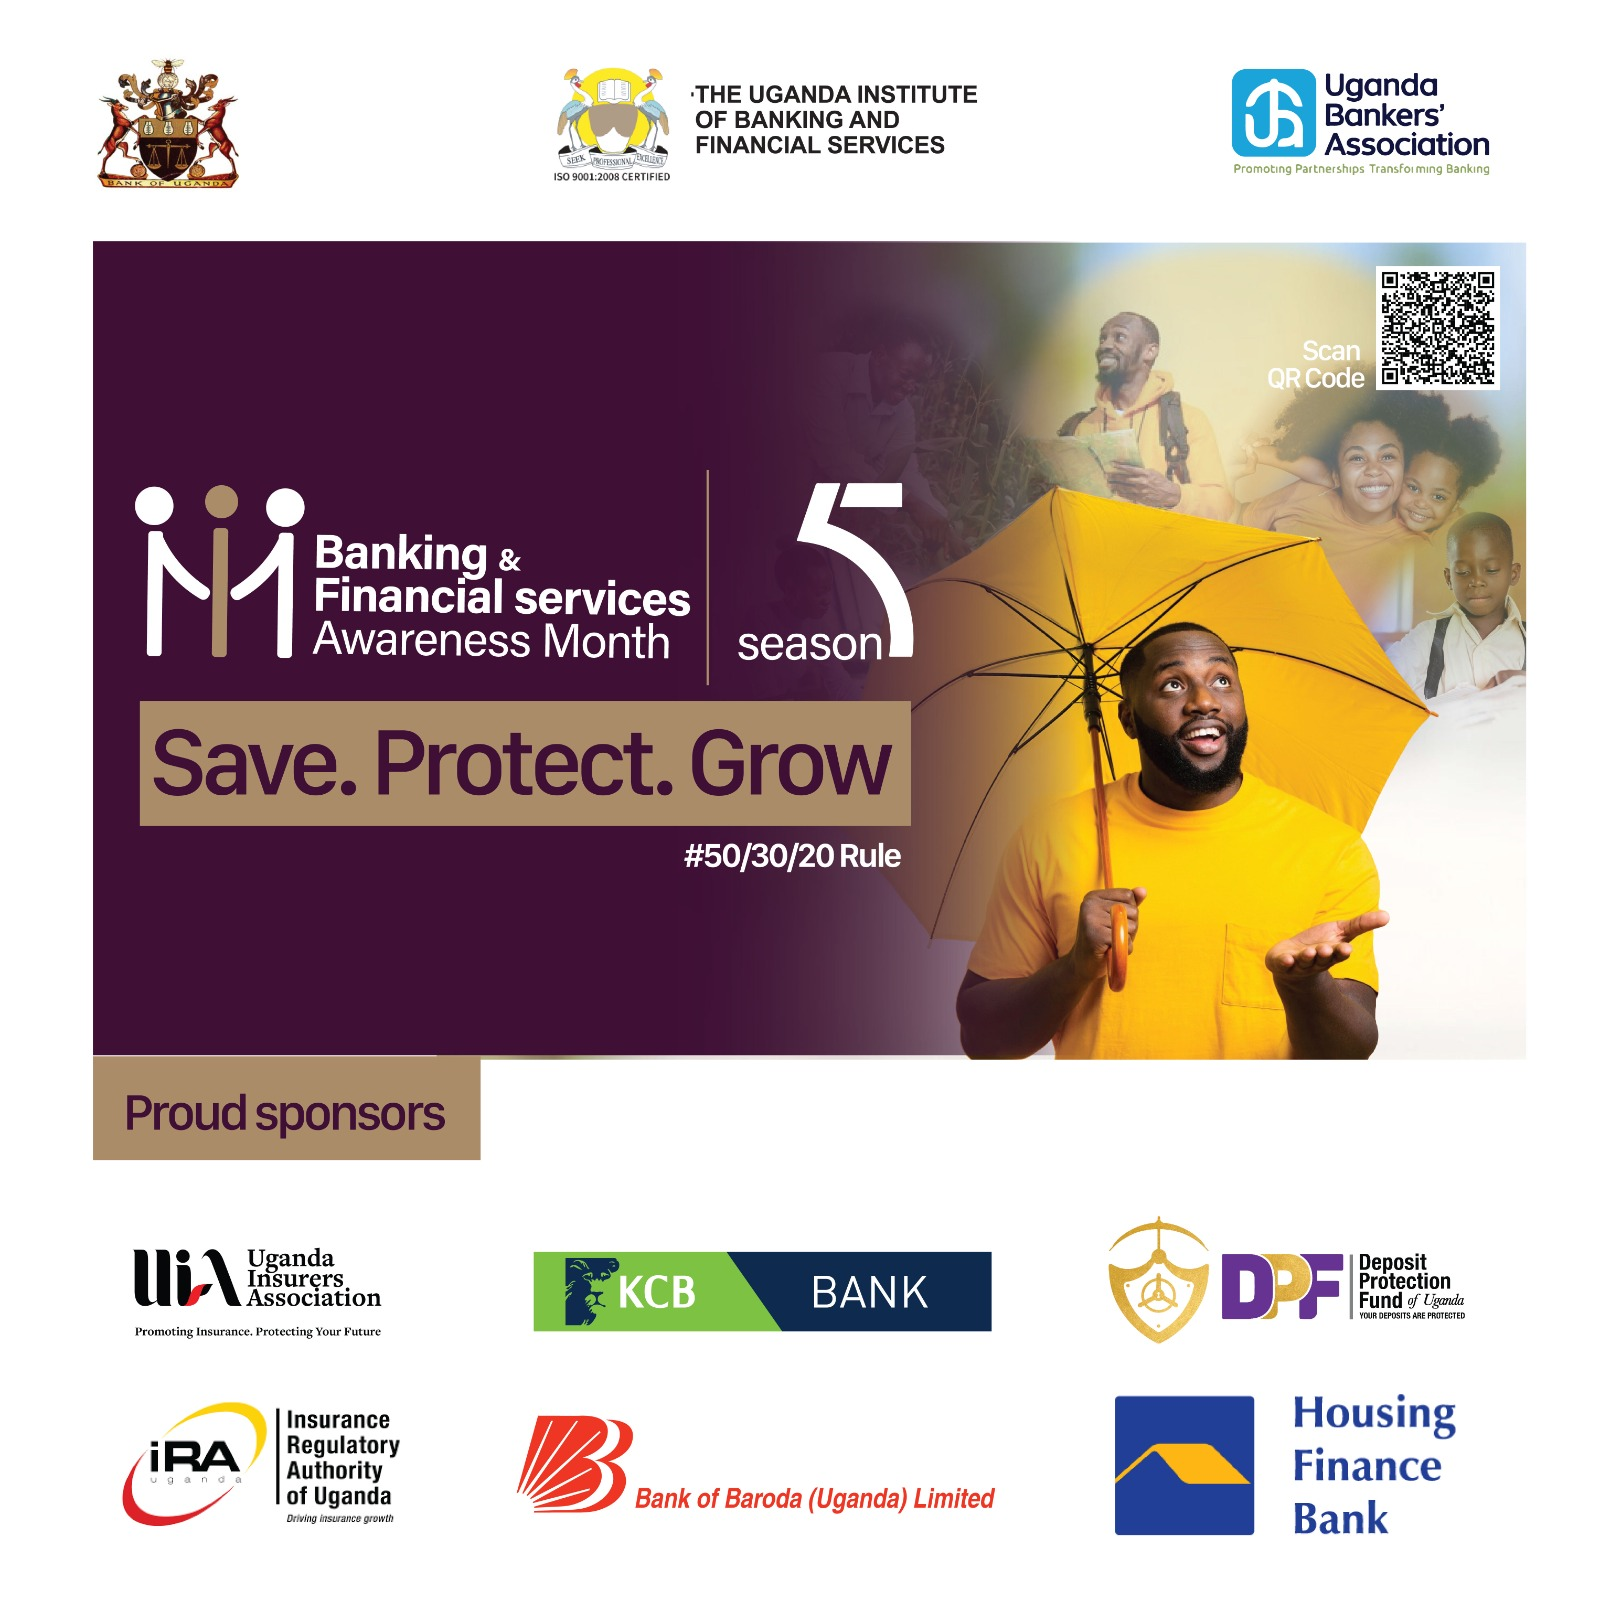 BANK OF UGANDA
SEEK PROFESSIONAL EXCELLENCE
ISO 9001:2008 CERTIFIED
THE UGANDA INSTITUTE
OF BANKING AND
FINANCIAL SERVICES
Uganda
Bankers'
Association
Promoting Partnerships Transforming Banking
Scan
QR Code
Banking &
Financial services
Awareness Month
season 5
Save. Protect. Grow
#50/30/20 Rule
Proud sponsors
UiA
Uganda
Insurers
Association
Promoting Insurance. Protecting Your Future
KCB BANK
DPF
Deposit
Protection
Fund of Uganda
YOUR DEPOSITS ARE PROTECTED
iRA
uganda
Insurance
Regulatory
Authority
of Uganda
Driving insurance growth
Bank of Baroda (Uganda) Limited
Housing
Finance
Bank